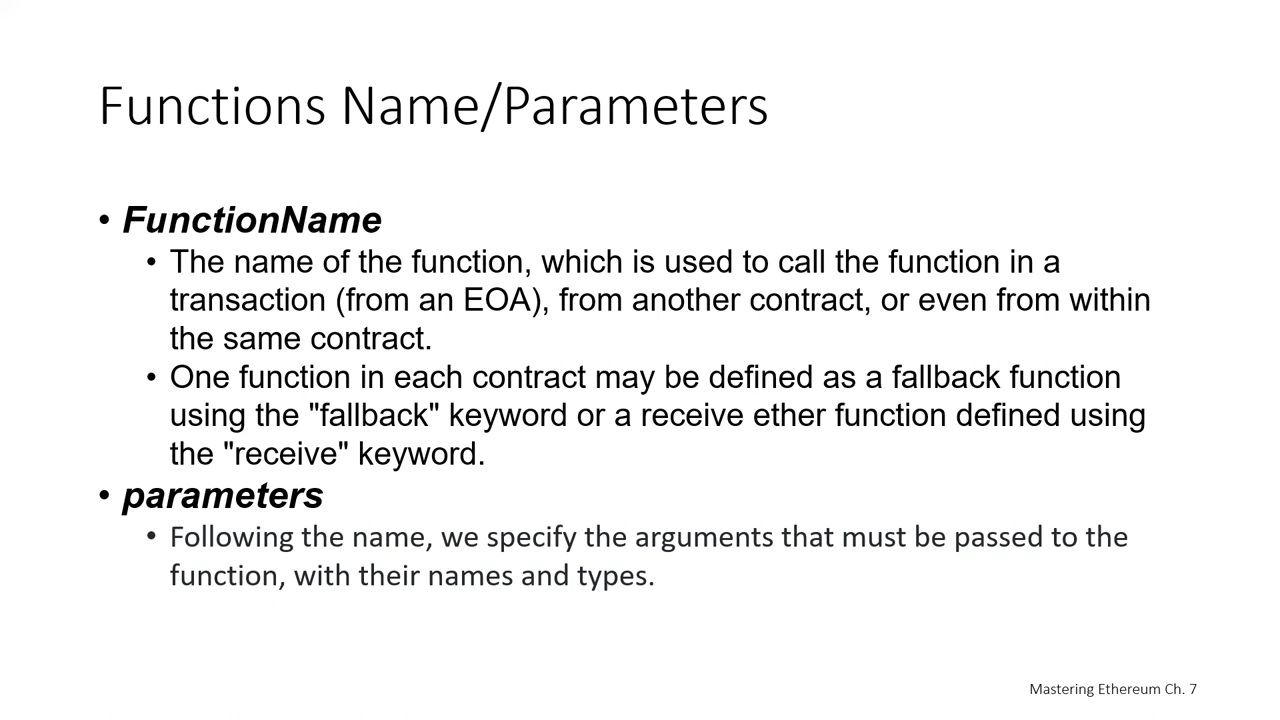 Functions Name/Parameters
• FunctionName
• The name of the function, which is used to call the function in a
transaction (from an EOA), from another contract, or even from within
the same contract.
• One function in each contract may be defined as a fallback function
using the "fallback" keyword or a receive ether function defined using
the "receive" keyword.
• parameters
• Following the name, we specify the arguments that must be passed to the
function, with their names and types.
Mastering Ethereum Ch. 7